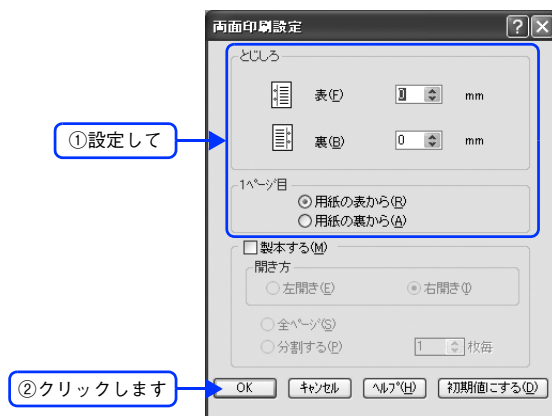 両面印刷設定
とじしろ
表(F) 0 mm
①設定して
裏(B) 0 mm
1ページ目
用紙の表から(R)
用紙の裏から(A)
製本する(M)
開き方
左開き(E) 右開き(I)
全ページ(S)
分割する(P) 1 枚毎
②クリックします
OK キャンセル ヘルプ(H) 初期値にする(D)